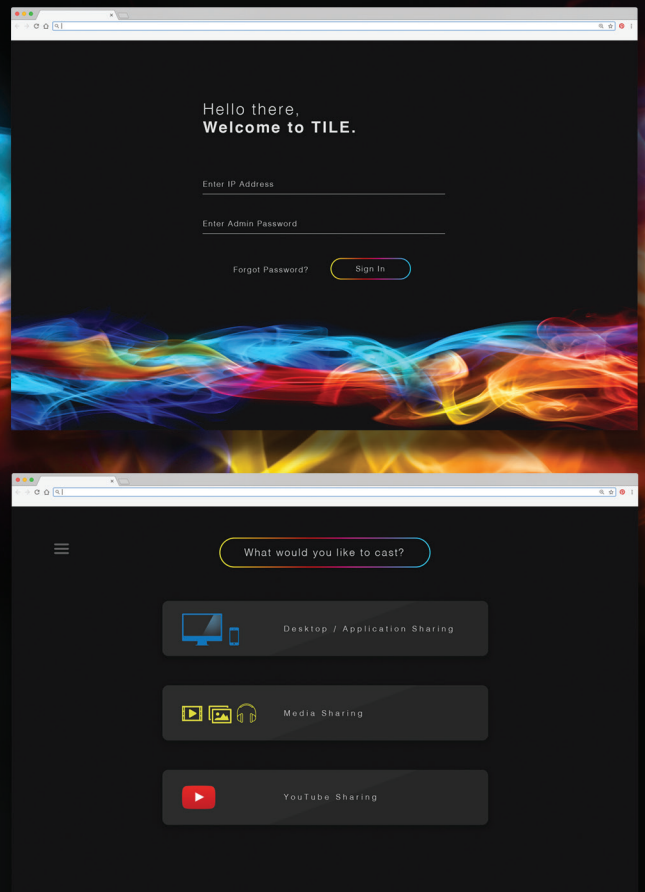 Hello there,
Welcome to TILE.
Enter IP Address
Enter Admin Password
Forgot Password?
Sign In
What would you like to cast?
Desktop / Application Sharing
Media Sharing
YouTube Sharing